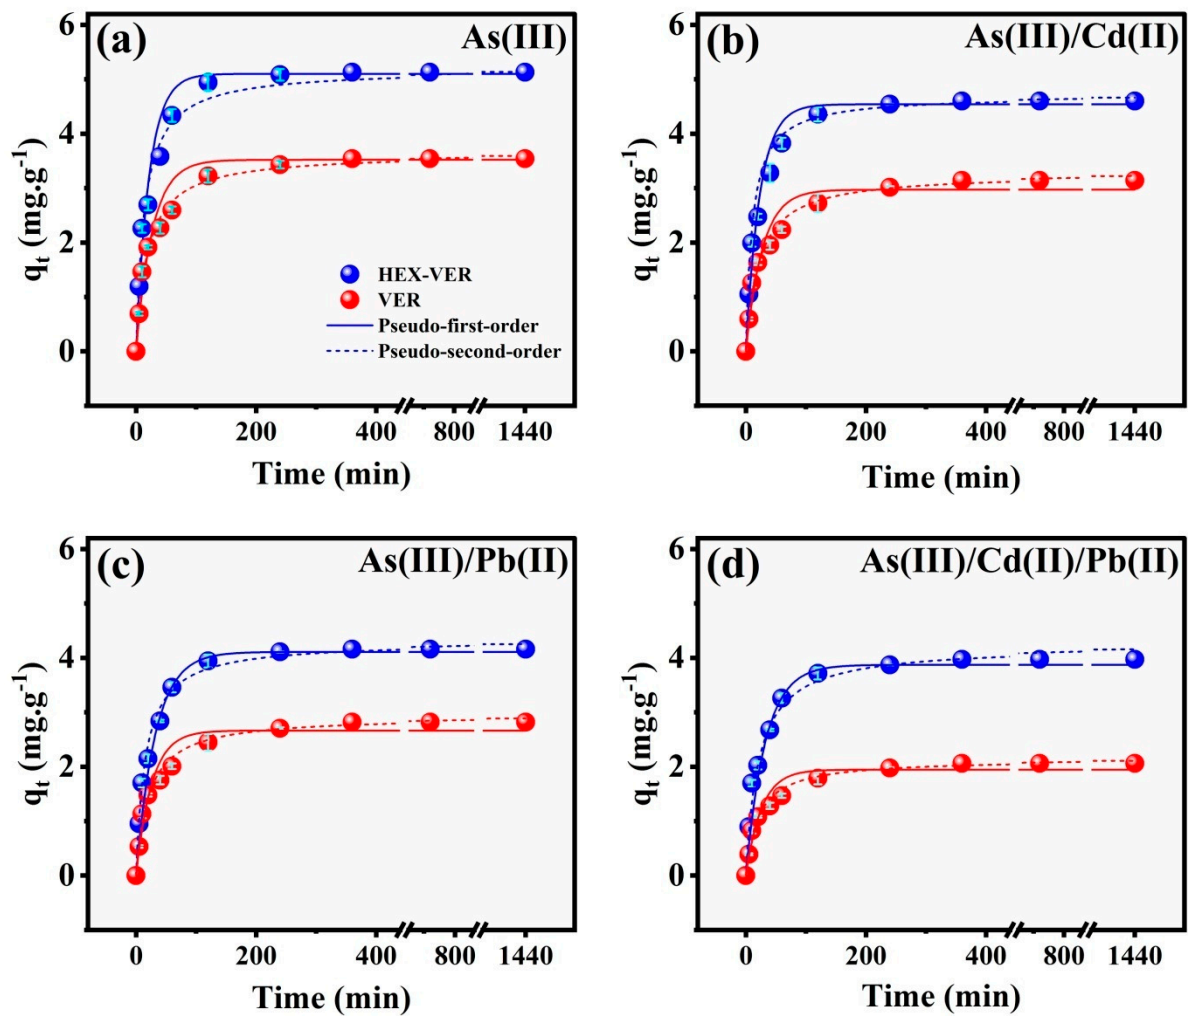 (a) As(III)
6
4
2
0
qt (mg.g-1)
HEX-VER
VER
Pseudo-first-order
Pseudo-second-order
0 200 400 800 1440
Time (min)
(b) As(III)/Cd(II)
6
4
2
0
qt (mg.g-1)
0 200 400 800 1440
Time (min)
(c) As(III)/Pb(II)
6
4
2
0
qt (mg.g-1)
0 200 400 800 1440
Time (min)
(d) As(III)/Cd(II)/Pb(II)
6
4
2
0
qt (mg.g-1)
0 200 400 800 1440
Time (min)